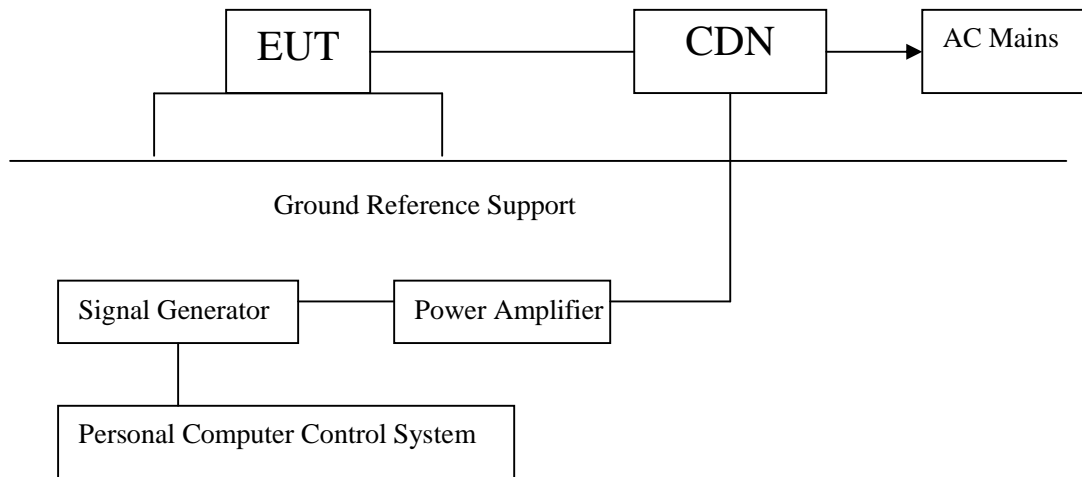 EUT
CDN
AC Mains
Ground Reference Support
Signal Generator
Power Amplifier
Personal Computer Control System